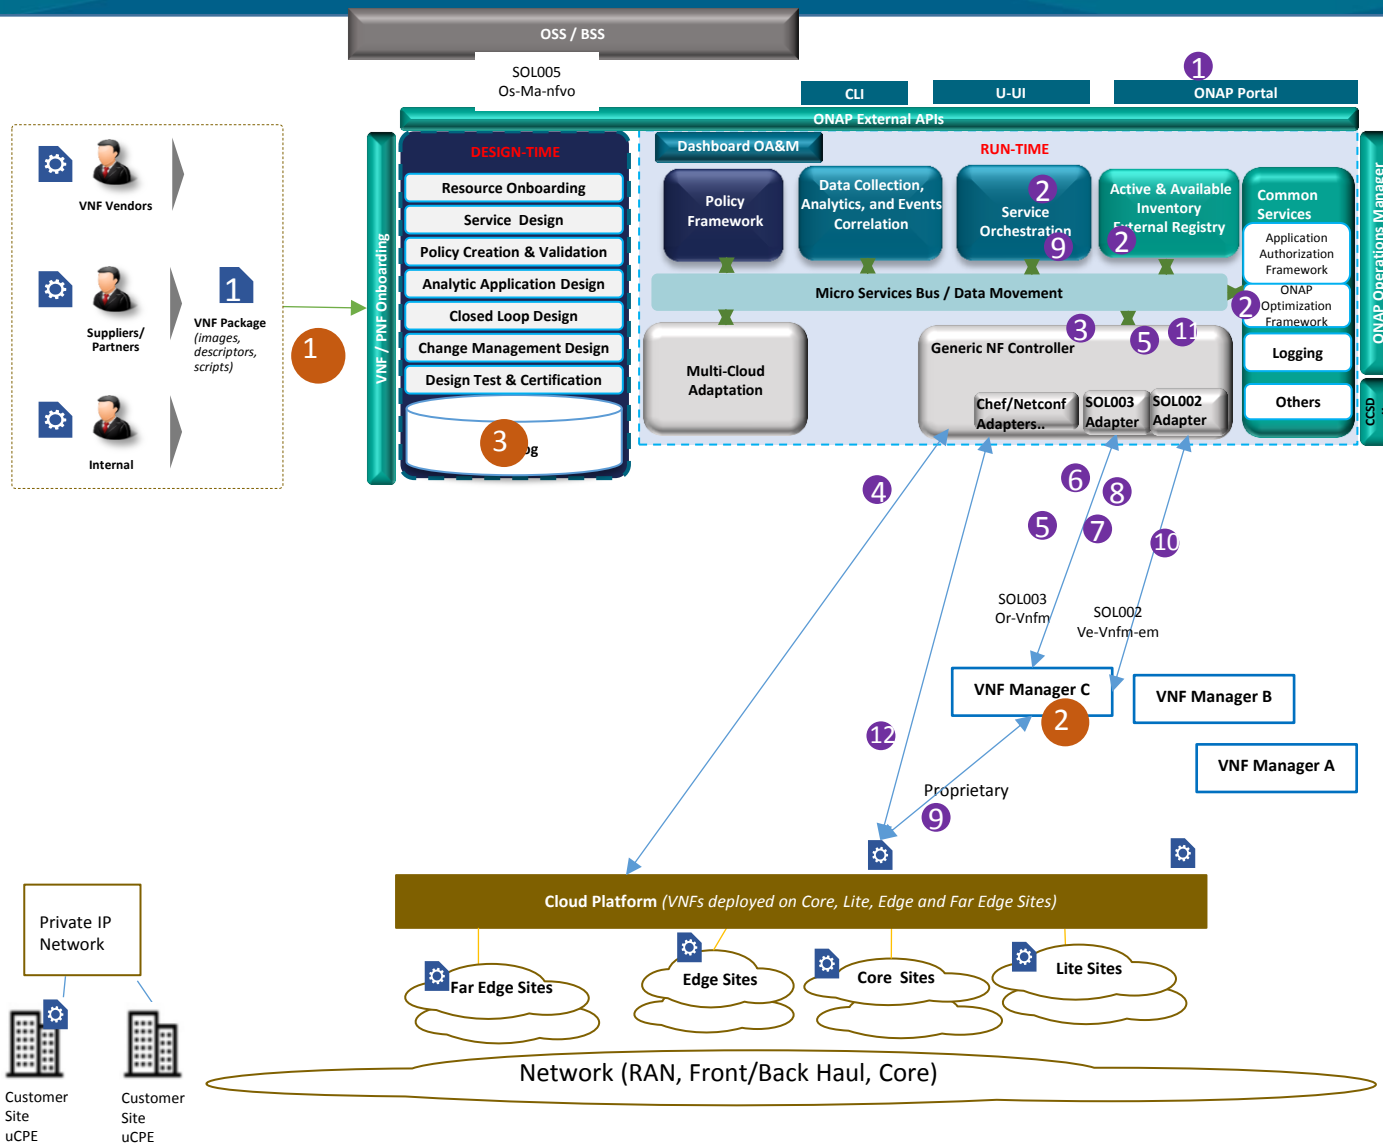 OSS / BSS
SOL005
Os-Ma-nfvo
1
CLI
U-UI
ONAP Portal
ONAP External APIs
VNF Vendors
Suppliers/
Partners
Internal
1
VNF Package
(images,
descriptors,
scripts)
1
VNF / PNF Onboarding
DESIGN-TIME
Resource Onboarding
Service Design
Policy Creation & Validation
Analytic Application Design
Closed Loop Design
Change Management Design
Design Test & Certification
3
og
Dashboard OA&M
RUN-TIME
Policy
Framework
Data Collection,
Analytics, and Events
Correlation
2
Service
Orchestration
9
Active & Available
Inventory
External Registry
2
Common
Services
Application
Authorization
Framework
ONAP
Optimization
Framework
2
Logging
Others
ONAP Operations Manager
CCSD
Micro Services Bus / Data Movement
Multi-Cloud
Adaptation
3
5
11
Generic NF Controller
Chef/Netconf
Adapters..
SOL003
Adapter
SOL002
Adapter
4
6
8
5
7
10
SOL003
Or-Vnfm
SOL002
Ve-Vnfm-em
VNF Manager C
2
VNF Manager B
VNF Manager A
12
Proprietary
9
Cloud Platform (VNFs deployed on Core, Lite, Edge and Far Edge Sites)
Far Edge Sites
Edge Sites
Core Sites
Lite Sites
Private IP
Network
Customer
Site
uCPE
Customer
Site
uCPE
Network (RAN, Front/Back Haul, Core)